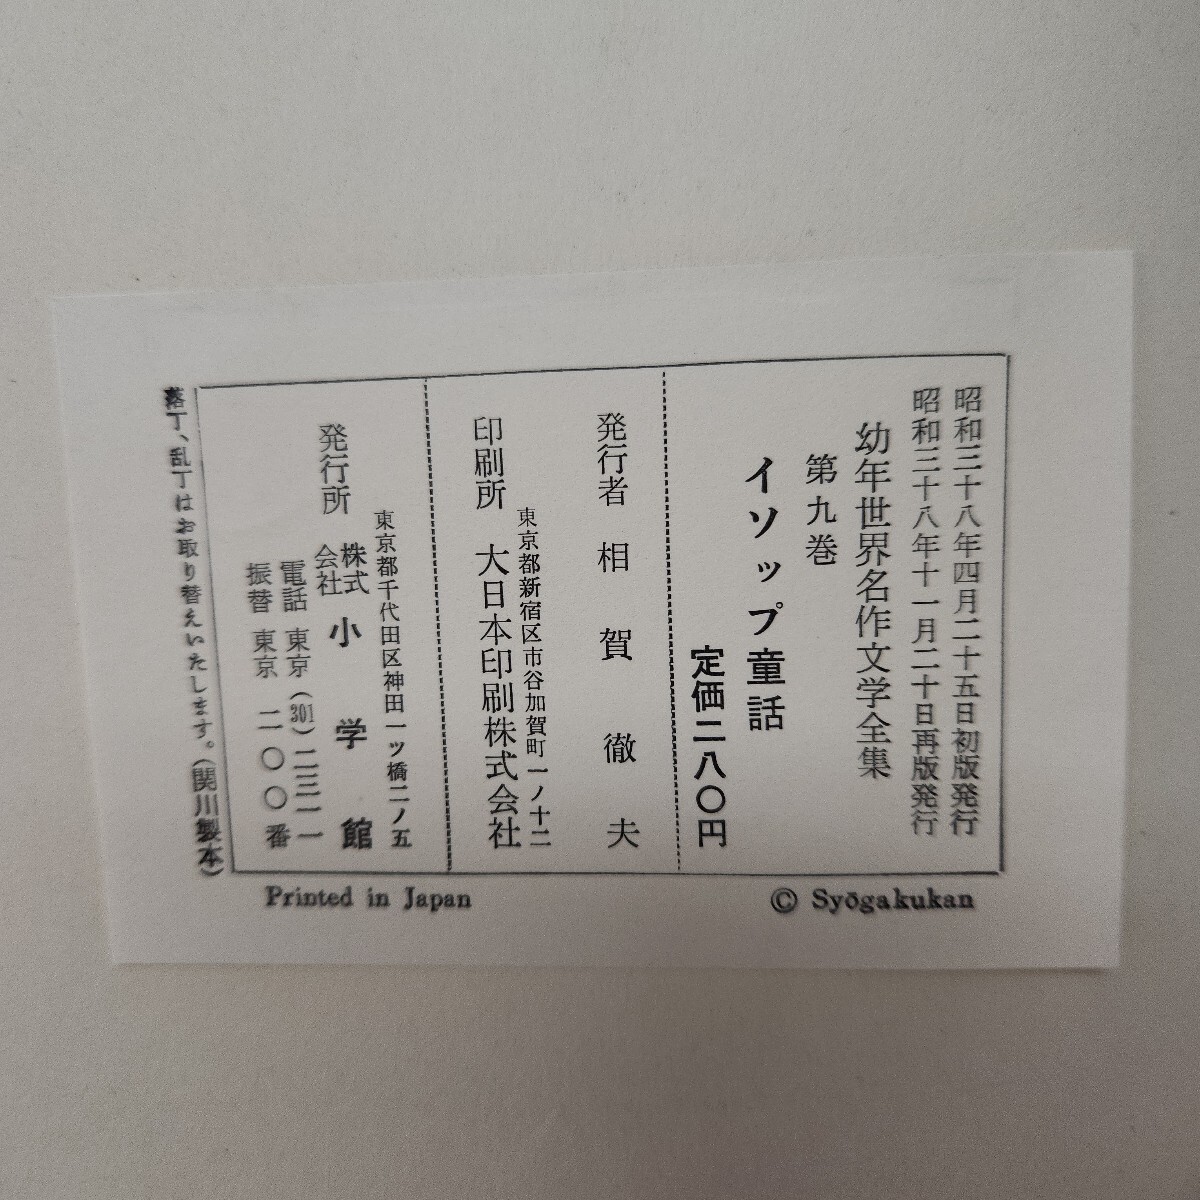 昭和三十八年四月二十五日初版発行
昭和三十八年十一月二十日再版発行
幼年世界名作文学全集
第九巻
イソップ童話
定価二八〇円
発行者 相賀徹夫
東京都新宿区市谷加賀町一ノ十二
印刷所 大日本印刷株式会社
東京都千代田区神田一ツ橋二ノ五
発行所 株式会社 小学館
電話 東京(301)二三一一
振替 東京 二〇〇番
落丁、乱丁はお取り替えいたします。(関川製本)
Printed in Japan
© Syōgakukan